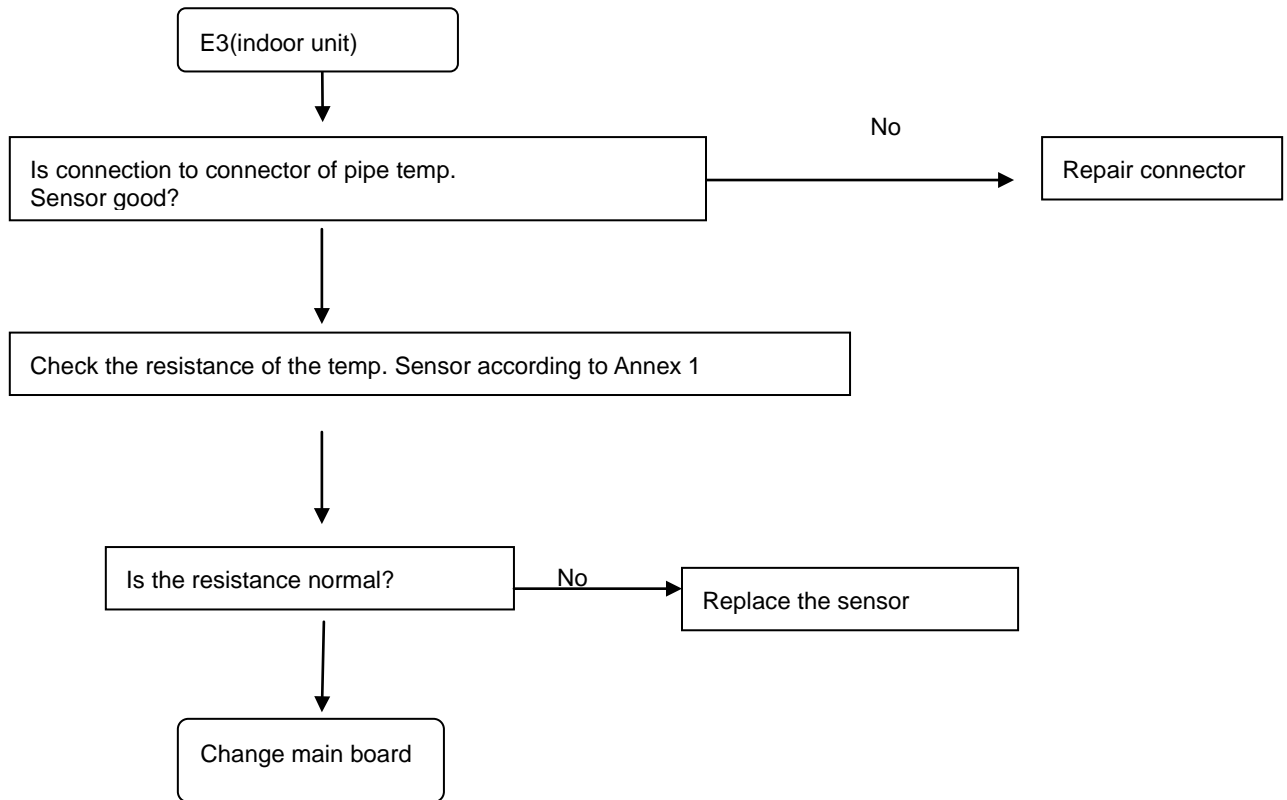 E3(indoor unit)
No
Is connection to connector of pipe temp.
Sensor good?
Repair connector
Check the resistance of the temp. Sensor according to Annex 1
Is the resistance normal?
No
Replace the sensor
Change main board